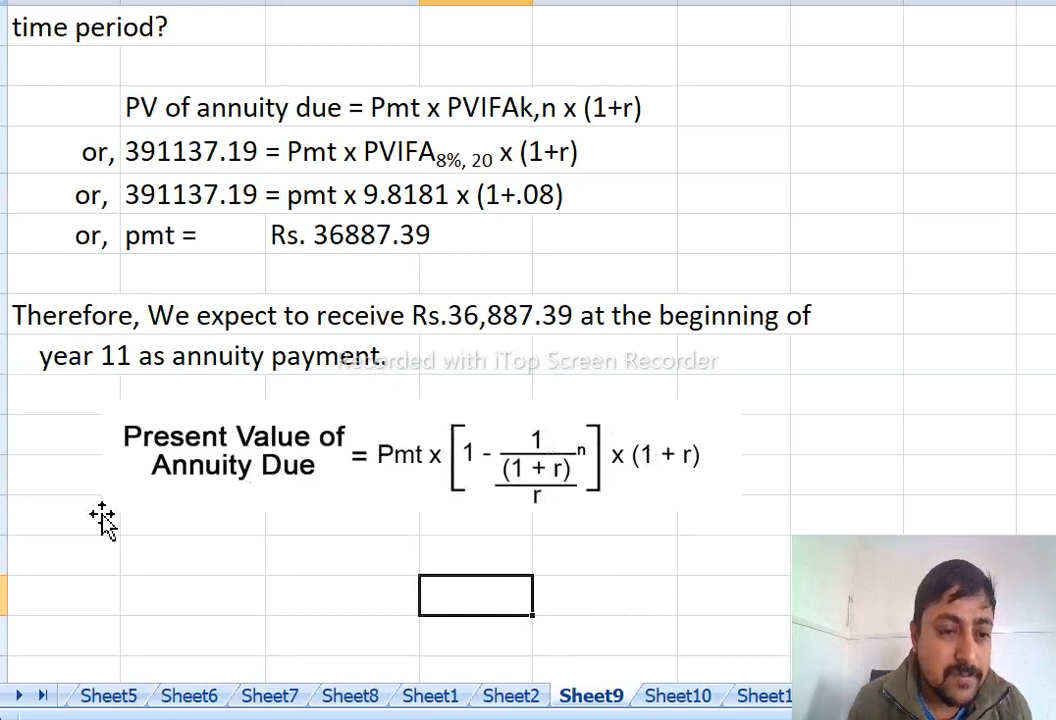 time period?
PV of annuity due = Pmt x PVIFAk,n x (1+r)
or, 391137.19 = Pmt x PVIFA8%, 20 x (1+r)
or, 391137.19 = pmt x 9.8181 x (1+.08)
or, pmt = Rs. 36887.39
Therefore, We expect to receive Rs.36,887.39 at the beginning of
year 11 as annuity payment.
Recorded with iTop Screen Recorder
Present Value of
Annuity Due = Pmt x [1 - 1 / (1 + r)^n / r] x (1 + r)
Sheet5 Sheet6 Sheet7 Sheet8 Sheet1 Sheet2 Sheet9 Sheet10 Sheet1